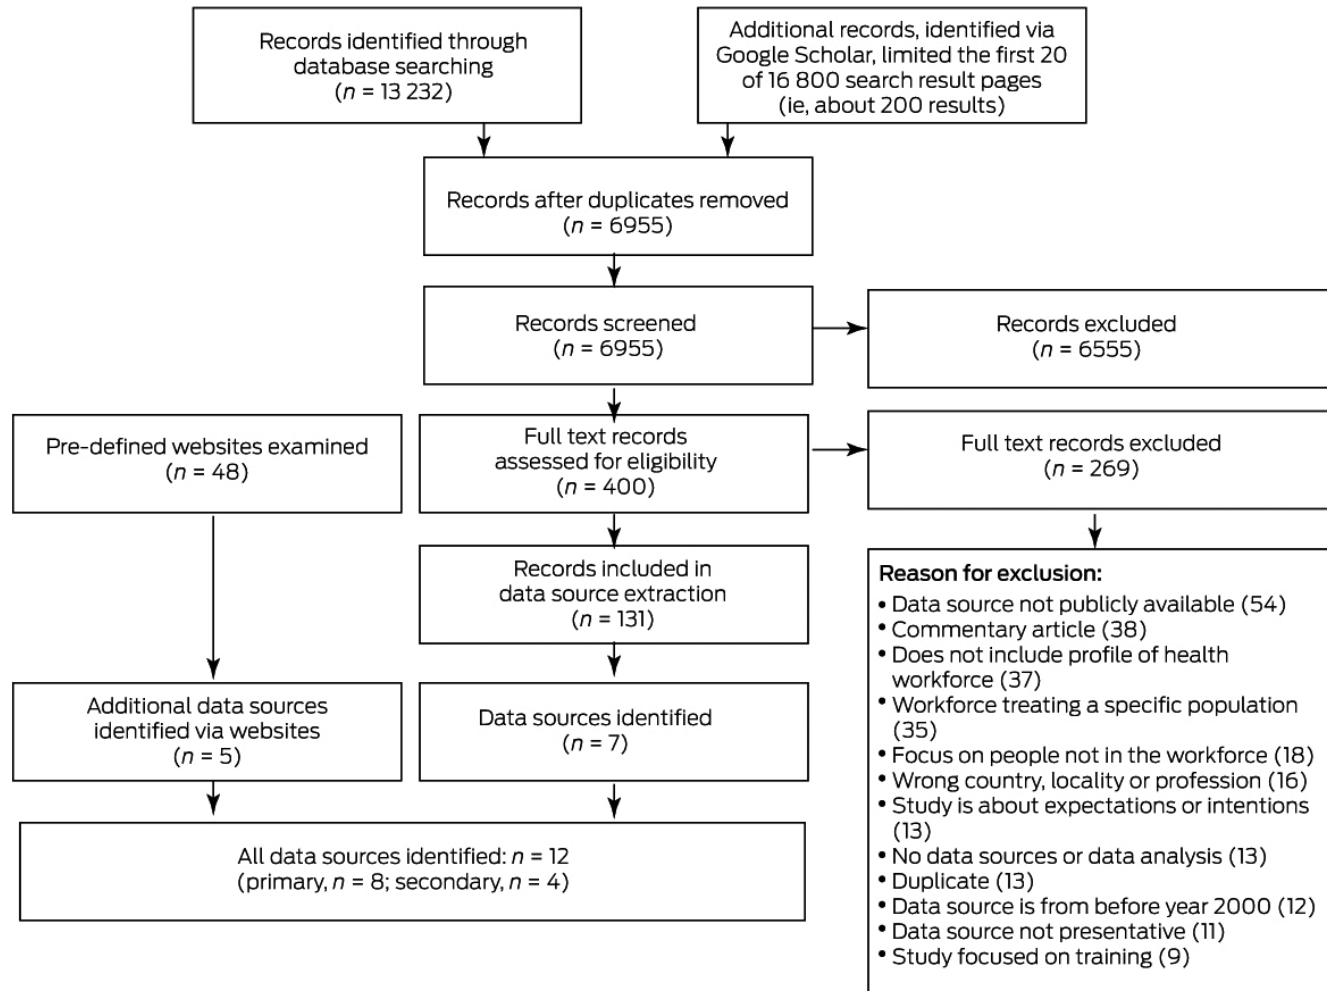 Records identified through
database searching
(n = 13 232)
Additional records, identified via
Google Scholar, limited the first 20
of 16 800 search result pages
(ie, about 200 results)
Records after duplicates removed
(n = 6955)
Records screened
(n = 6955)
Records excluded
(n = 6555)
Pre-defined websites examined
(n = 48)
Full text records
assessed for eligibility
(n = 400)
Full text records excluded
(n = 269)
Records included in
data source extraction
(n = 131)
Reason for exclusion:
• Data source not publicly available (54)
• Commentary article (38)
• Does not include profile of health
workforce (37)
• Workforce treating a specific population
(35)
• Focus on people not in the workforce (18)
• Wrong country, locality or profession (16)
• Study is about expectations or intentions
(13)
• No data sources or data analysis (13)
• Duplicate (13)
• Data source is from before year 2000 (12)
• Data source not presentative (11)
• Study focused on training (9)
Additional data sources
identified via websites
(n = 5)
Data sources identified
(n = 7)
All data sources identified: n = 12
(primary, n = 8; secondary, n = 4)